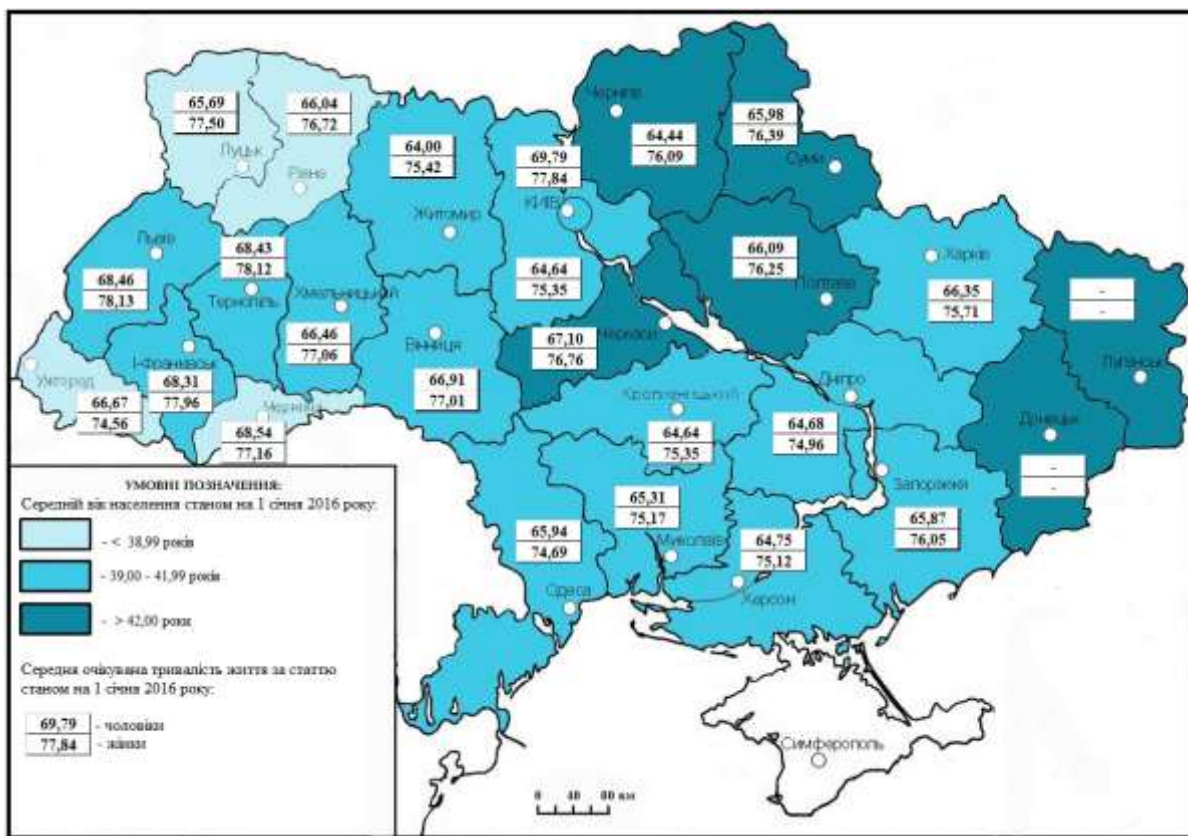 65,69
77,50
Луцьк
66,04
76,72
Рівне
64,00
75,42
Житомир
69,79
77,84
КИЇВ
64,64
75,35
Чернігів
64,44
76,09
65,98
76,39
Суми
Львів
68,46
78,13
68,43
78,12
Тернопіль
Хмельницький
66,46
77,06
Вінниця
66,91
77,01
67,10
76,76
Черкаси
66,09
76,25
Полтава
Харків
66,35
75,71
-
-
Луганськ
Ужгород
66,67
74,56
І-Франківськ
68,31
77,96
Чернівці
68,54
77,16
Кропивницький
64,64
75,35
Дніпро
64,68
74,96
Донецьк
-
-
Запоріжжя
65,87
76,05
65,31
75,17
Миколаїв
65,94
74,69
Одеса
64,75
75,12
Херсон
Симферополь
0 40 80 км
УМОВНІ ПОЗНАЧЕННЯ:
Середній вік населення станом на 1 січня 2016 року:
- < 38,99 років
- 39,00 - 41,99 років
- > 42,00 роки
Середня очікувана тривалість життя за статтю
станом на 1 січня 2016 року:
69,79 - чоловіки
77,84 - жінки